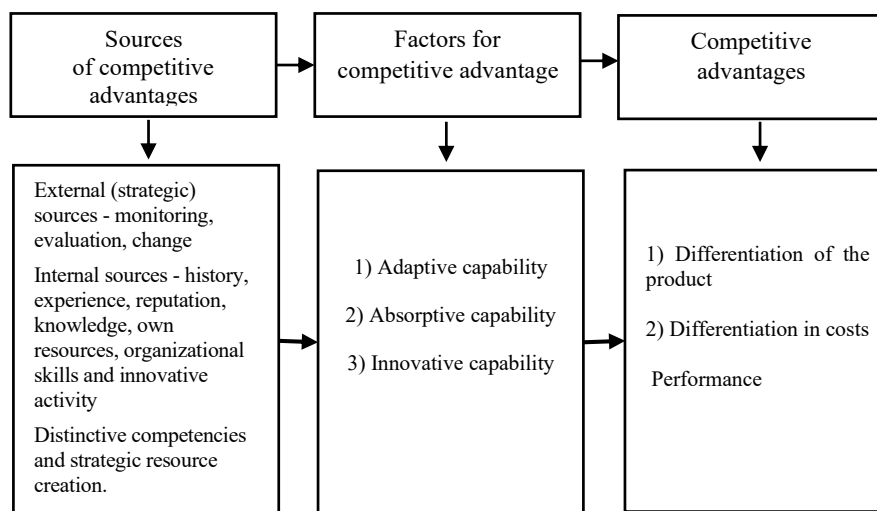 Sources
of competitive
advantages
Factors for
competitive advantage
Competitive
advantages
External (strategic)
sources - monitoring,
evaluation, change
Internal sources - history,
experience, reputation,
knowledge, own
resources, organizational
skills and innovative
activity
Distinctive competencies
and strategic resource
creation.
1) Adaptive capability
2) Absorptive capability
3) Innovative capability
1) Differentiation of the
product
2) Differentiation in costs
Performance